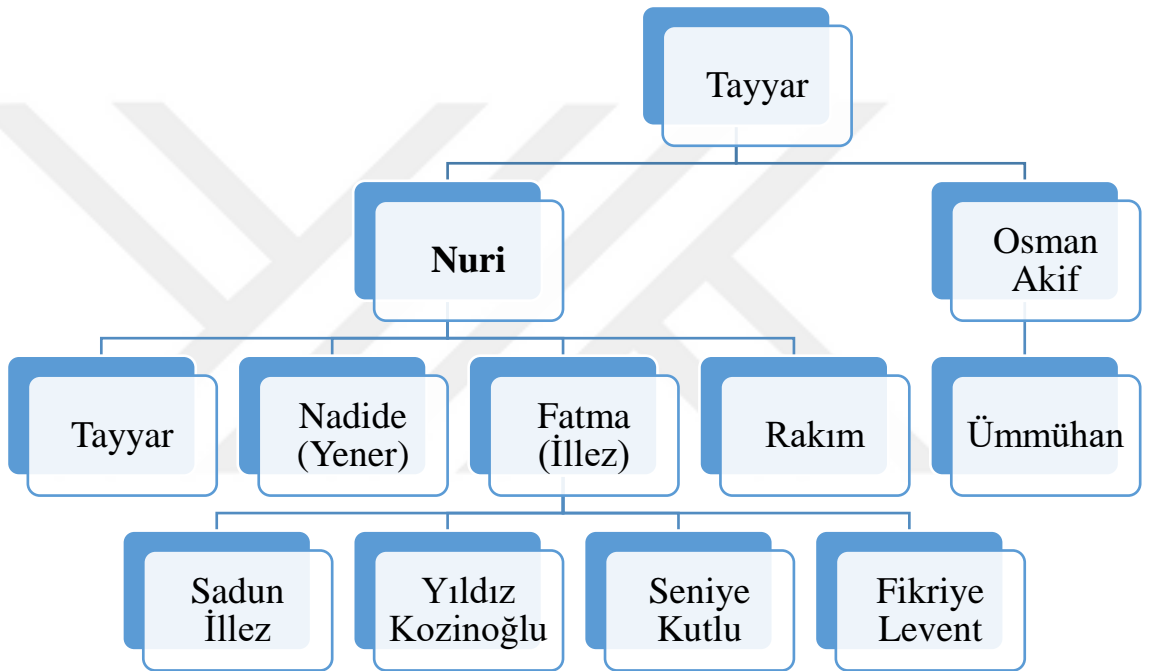 Tayyar
Nuri
Osman
Akif
Tayyar
Nadide
(Yener)
Fatma
(İllez)
Rakım
Ümmühan
Sadun
İllez
Yıldız
Kozinoğlu
Seniye
Kutlu
Fikriye
Levent